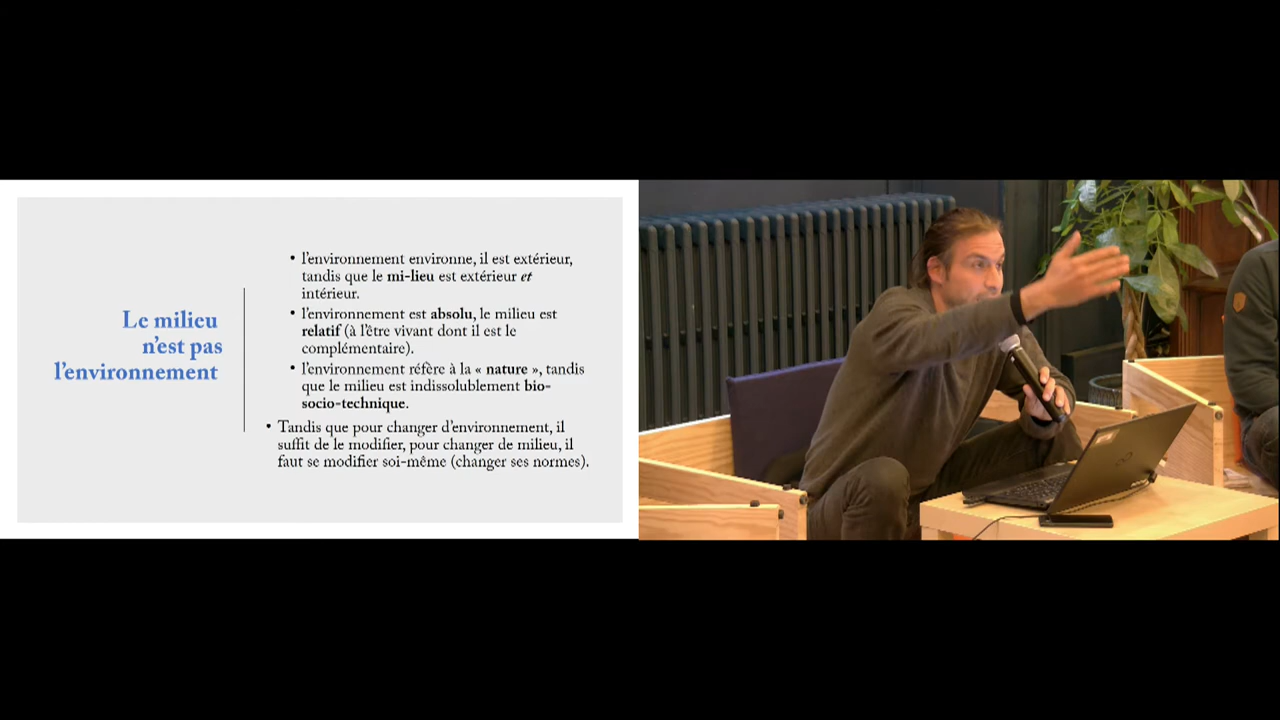 Le milieu
n'est pas
l'environnement
• l'environnement environne, il est extérieur,
tandis que le mi-lieu est extérieur et
intérieur.
• l'environnement est absolu, le milieu est
relatif (à l'être vivant dont il est le
complémentaire).
• l'environnement réfère à la « nature », tandis
que le milieu est indissolublement bio-
socio-technique.
• Tandis que pour changer d'environnement, il
suffit de le modifier, pour changer de milieu, il
faut se modifier soi-même (changer ses normes).